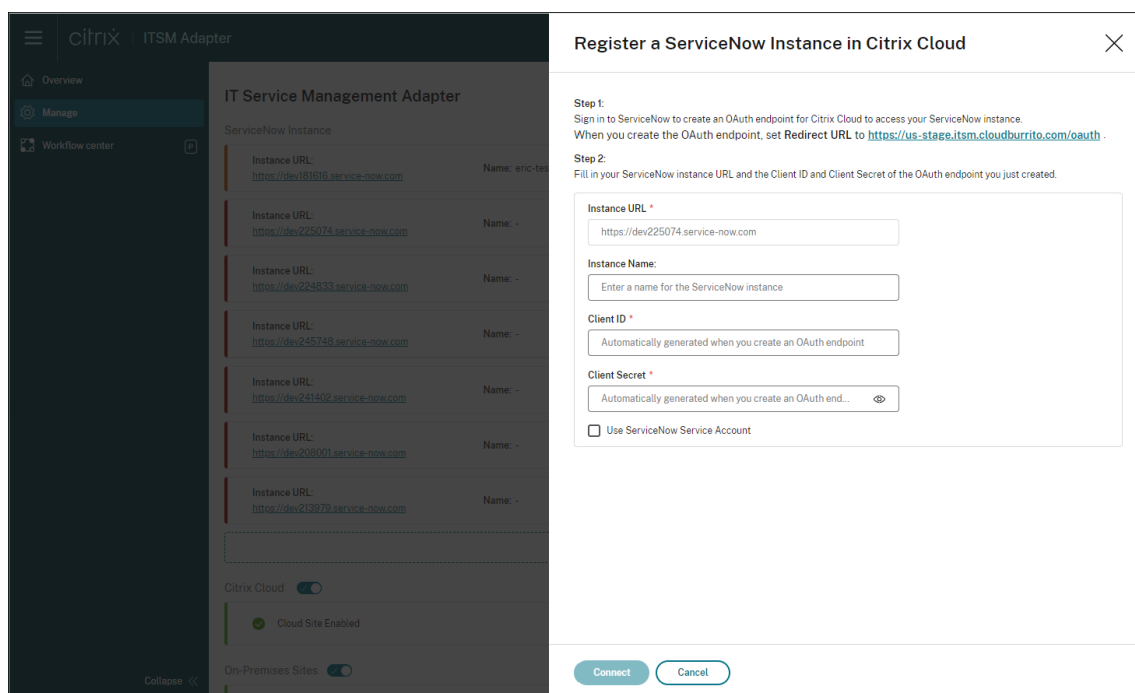 citrix | ITSM Adapter
Overview
Manage
Workflow center P
Collapse
IT Service Management Adapter
ServiceNow Instance
Instance URL:
https://dev181616.service-now.com
Name: eric-tes
Instance URL:
https://dev225074.service-now.com
Name: -
Instance URL:
https://dev224833.service-now.com
Name: -
Instance URL:
https://dev245748.service-now.com
Name: -
Instance URL:
https://dev241402.service-now.com
Name: -
Instance URL:
https://dev208001.service-now.com
Name: -
Instance URL:
https://dev213979.service-now.com
Name: -
Citrix Cloud
Cloud Site Enabled
On-Premises Sites
Register a ServiceNow Instance in Citrix Cloud
Step 1:
Sign in to ServiceNow to create an OAuth endpoint for Citrix Cloud to access your ServiceNow instance.
When you create the OAuth endpoint, set Redirect URL to https://us-stage.itsm.cloudburrito.com/oauth .
Step 2:
Fill in your ServiceNow instance URL and the Client ID and Client Secret of the OAuth endpoint you just created.
Instance URL *
https://dev225074.service-now.com
Instance Name:
Enter a name for the ServiceNow instance
Client ID *
Automatically generated when you create an OAuth endpoint
Client Secret *
Automatically generated when you create an OAuth end...
Use ServiceNow Service Account
Connect
Cancel